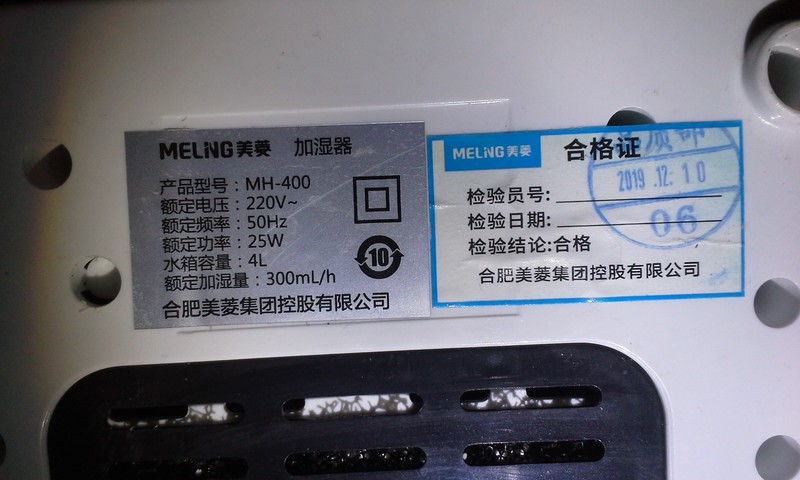 MELiNG美菱 加湿器
产品型号：MH-400
额定电压：220V~
额定频率：50Hz
额定功率：25W
水箱容量：4L
额定加湿量：300mL/h
合肥美菱集团控股有限公司
10
MELiNG美菱 合格证
检验员号:
检验日期:
检验结论:合格
合肥美菱集团控股有限公司
2019.12.10
06